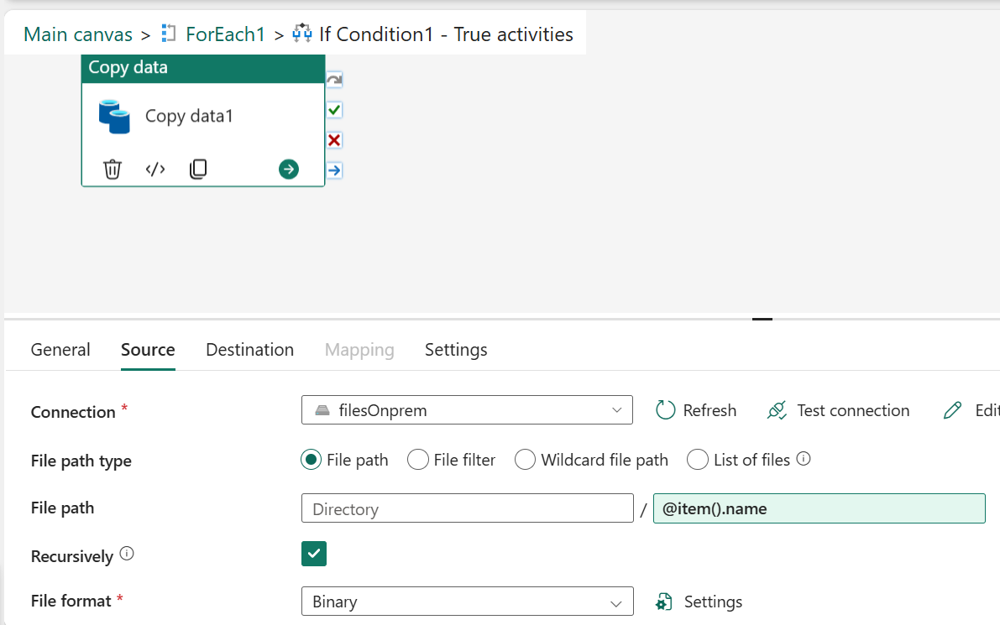 Main canvas > ForEach1 > If Condition1 - True activities
Copy data
Copy data1
General Source Destination Mapping Settings
Connection * filesOnprem Refresh Test connection Edit
File path type File path File filter Wildcard file path List of files
File path Directory / @item().name
Recursively
File format * Binary Settings